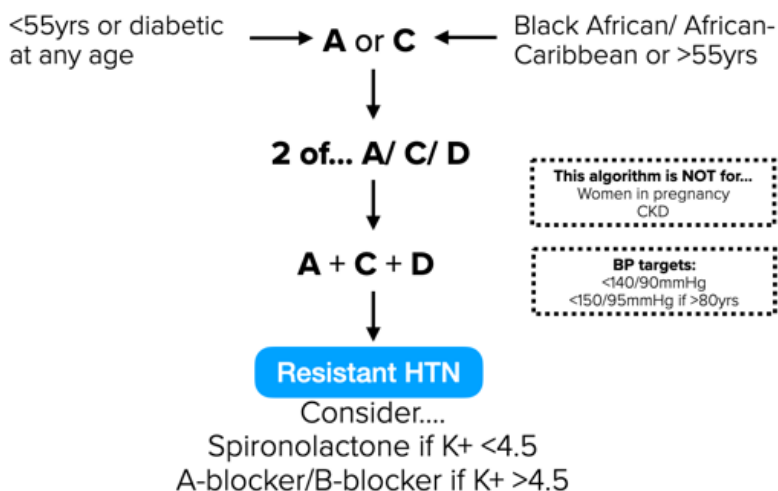 <55yrs or diabetic
at any age
A or C
Black African/ African-
Caribbean or >55yrs
2 of... A/ C/ D
This algorithm is NOT for...
Women in pregnancy
CKD
A + C + D
BP targets:
<140/90mmHg
<150/95mmHg if >80yrs
Resistant HTN
Consider....
Spironolactone if K+ <4.5
A-blocker/B-blocker if K+ >4.5